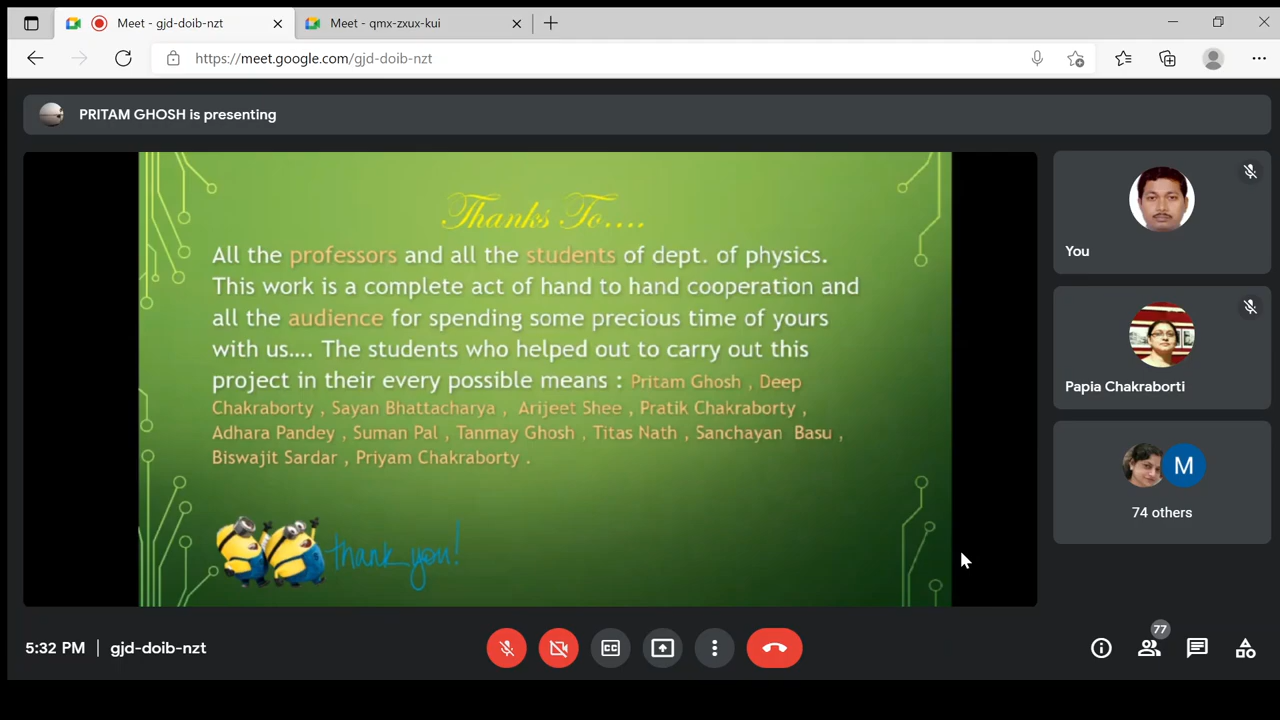 Meet - gjd-doib-nzt
Meet - qmx-zxux-kui
https://meet.google.com/gjd-doib-nzt
PRITAM GHOSH is presenting
Thanks To....
All the professors and all the students of dept. of physics.
This work is a complete act of hand to hand cooperation and
all the audience for spending some precious time of yours
with us.... The students who helped out to carry out this
project in their every possible means : Pritam Ghosh , Deep
Chakraborty , Sayan Bhattacharya , Arijeet Shee , Pratik Chakraborty ,
Adhara Pandey , Suman Pal , Tanmay Ghosh , Titas Nath , Sanchayan Basu ,
Biswajit Sardar , Priyam Chakraborty .
thank you!
You
Papia Chakraborti
M
74 others
5:32 PM | gjd-doib-nzt
CC
77